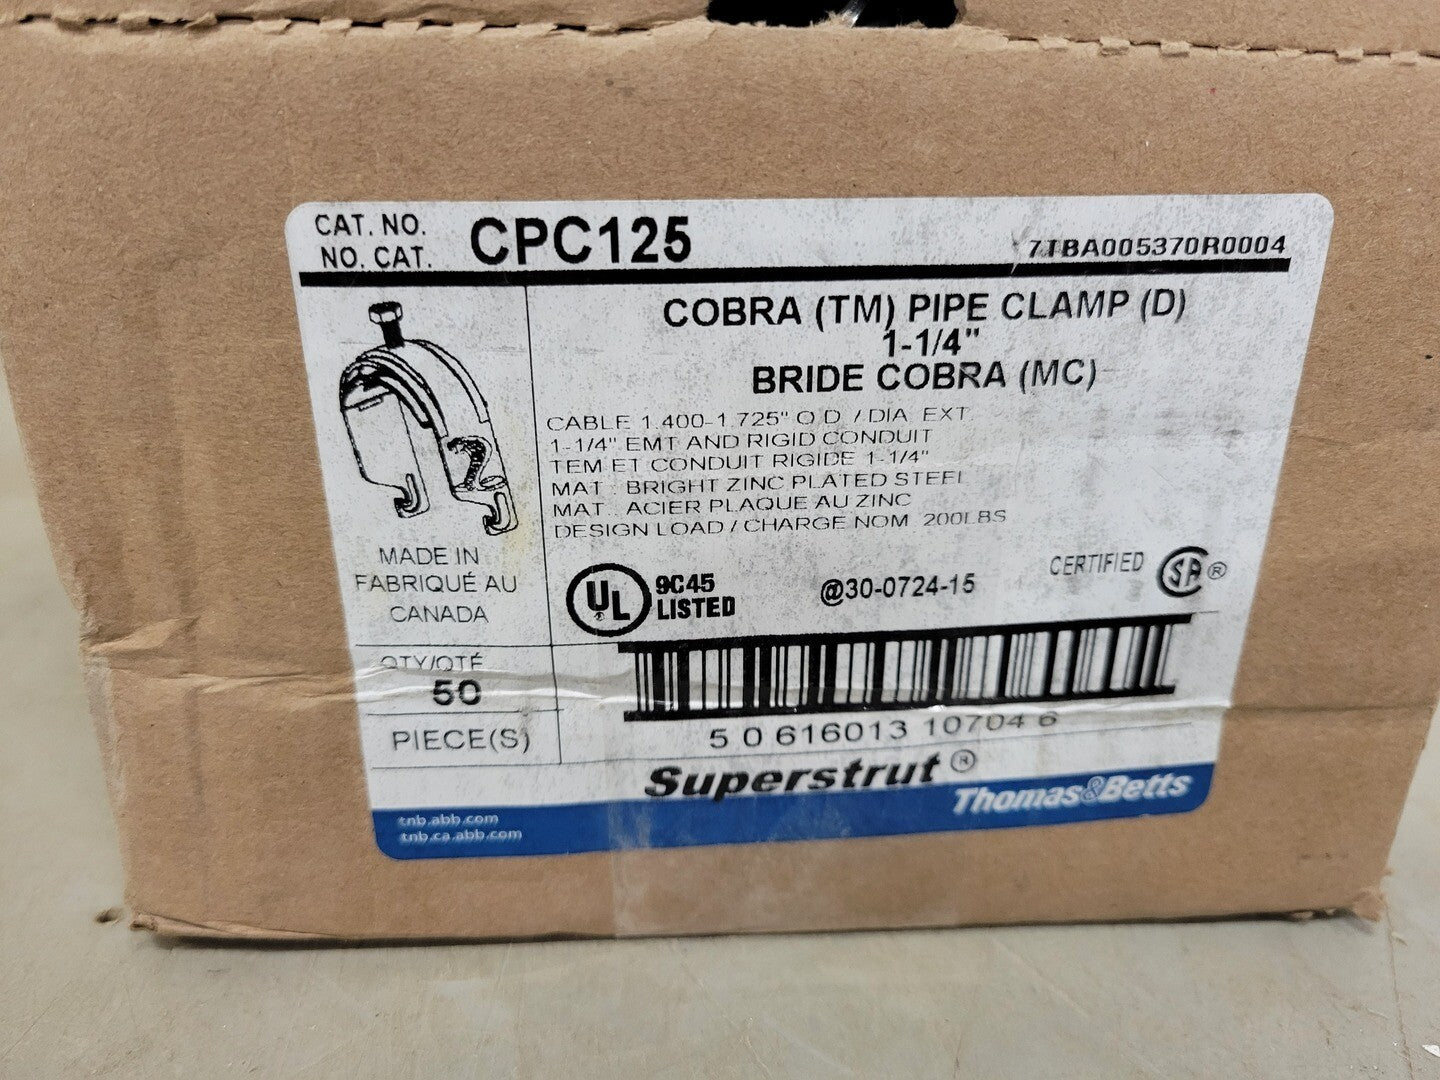 CAT. NO.
NO. CAT.
CPC125
7TBA005370R0004
COBRA (TM) PIPE CLAMP (D)
1-1/4"
BRIDE COBRA (MC)
CABLE 1.400-1.725" O.D. / DIA. EXT.
1-1/4" EMT AND RIGID CONDUIT
TEM ET CONDUIT RIGIDE 1-1/4"
MAT.: BRIGHT ZINC PLATED STEEL
MAT.: ACIER PLAQUE AU ZINC
DESIGN LOAD / CHARGE NOM. 200LBS
MADE IN
FABRIQUÉ AU
CANADA
UL ®
9C45
LISTED
@30-0724-15
CERTIFIED
SA ®
QTY/QTÉ
50
PIECE(S)
5 0 616013 10704 6
Superstrut ®
Thomas&Betts
tnb.abb.com
tnb.ca.abb.com